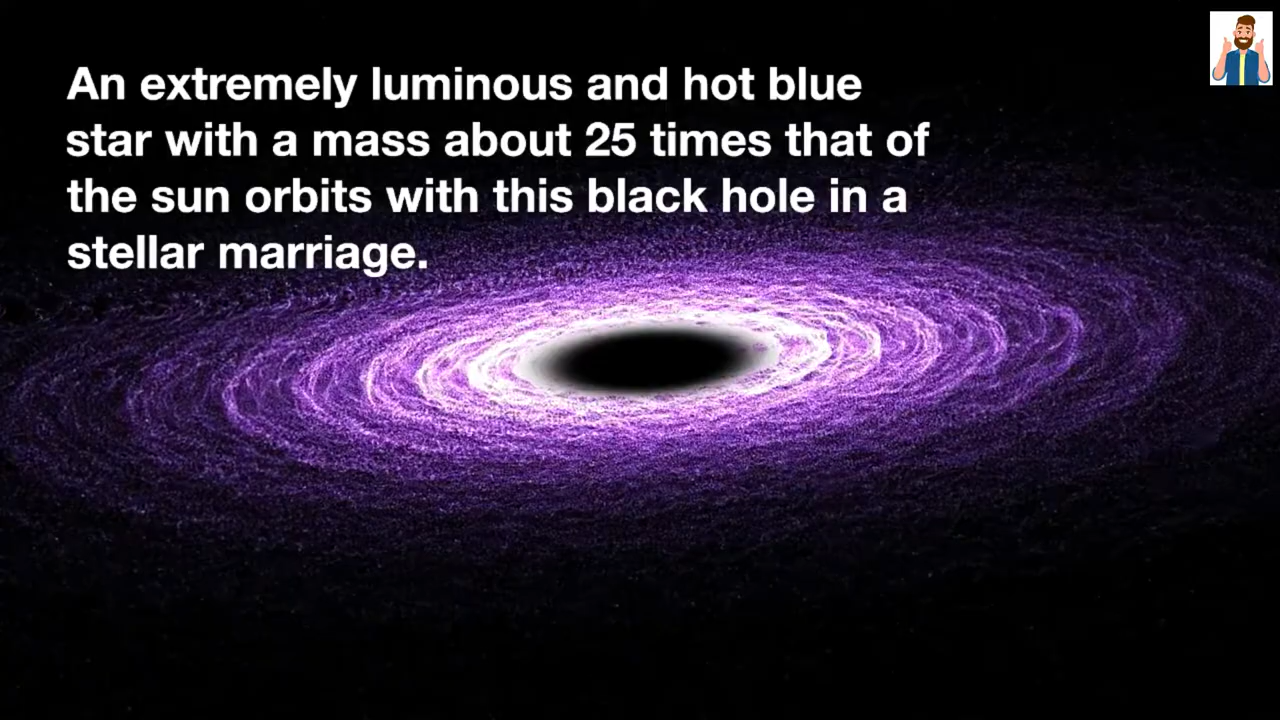 An extremely luminous and hot blue
star with a mass about 25 times that of
the sun orbits with this black hole in a
stellar marriage.